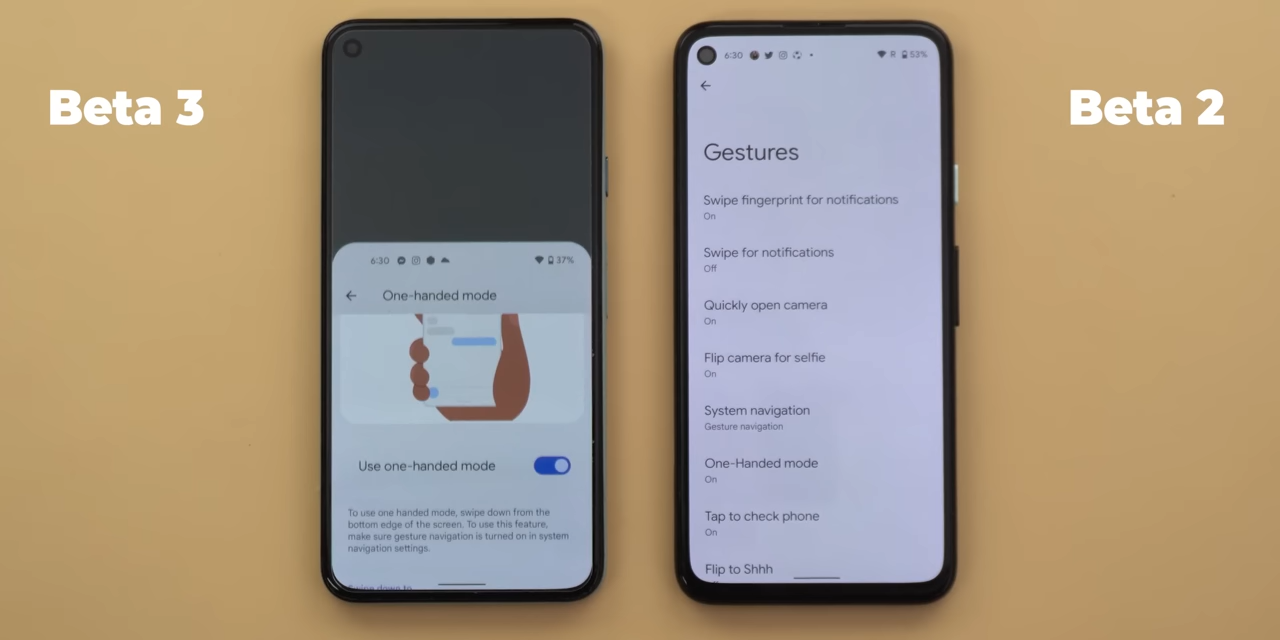 Beta 3
6:30
37%
One-handed mode
Use one-handed mode
To use one handed mode, swipe down from the
bottom edge of the screen. To use this feature,
make sure gesture navigation is turned on in system
navigation settings.
Swipe down to
Beta 2
6:30
R 53%
Gestures
Swipe fingerprint for notifications
On
Swipe for notifications
Off
Quickly open camera
On
Flip camera for selfie
On
System navigation
Gesture navigation
One-Handed mode
On
Tap to check phone
On
Flip to Shhh